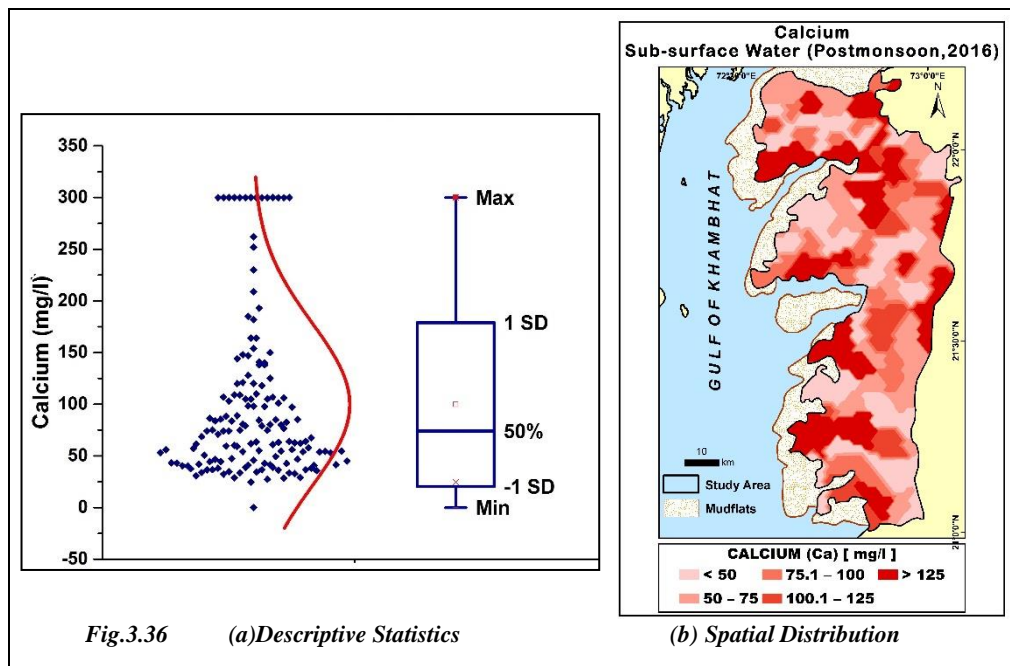 350
300
250
200
150
100
50
0
-50
Calcium (mg/l)
Max
1 SD
50%
-1 SD
Min
Calcium
Sub-surface Water (Postmonsoon,2016)
73°0'0"E
N
22°0'0"N
21°30'0"N
GULF OF KHAMBHAT
10
km
Study Area
Mudflats
CALCIUM (Ca) [ mg/l ]
< 50
75.1 – 100
> 125
50 – 75
100.1 – 125
Fig.3.36 (a)Descriptive Statistics (b) Spatial Distribution